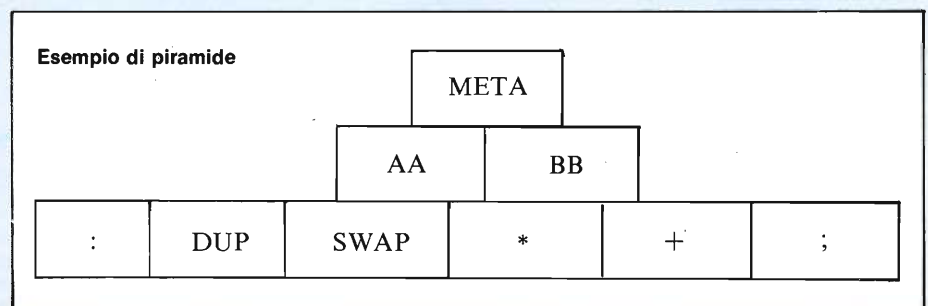 Esempio di piramide
META
AA BB
: DUP SWAP * + ;